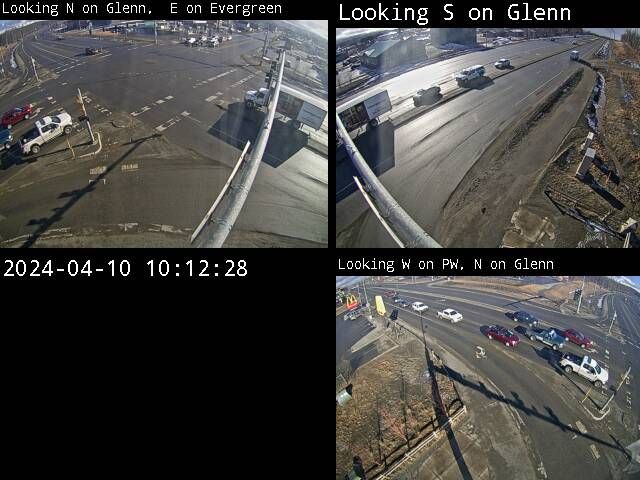 Looking N on Glenn, E on Evergreen
Looking S on Glenn
2024-04-10 10:12:28
Looking W on PW, N on Glenn